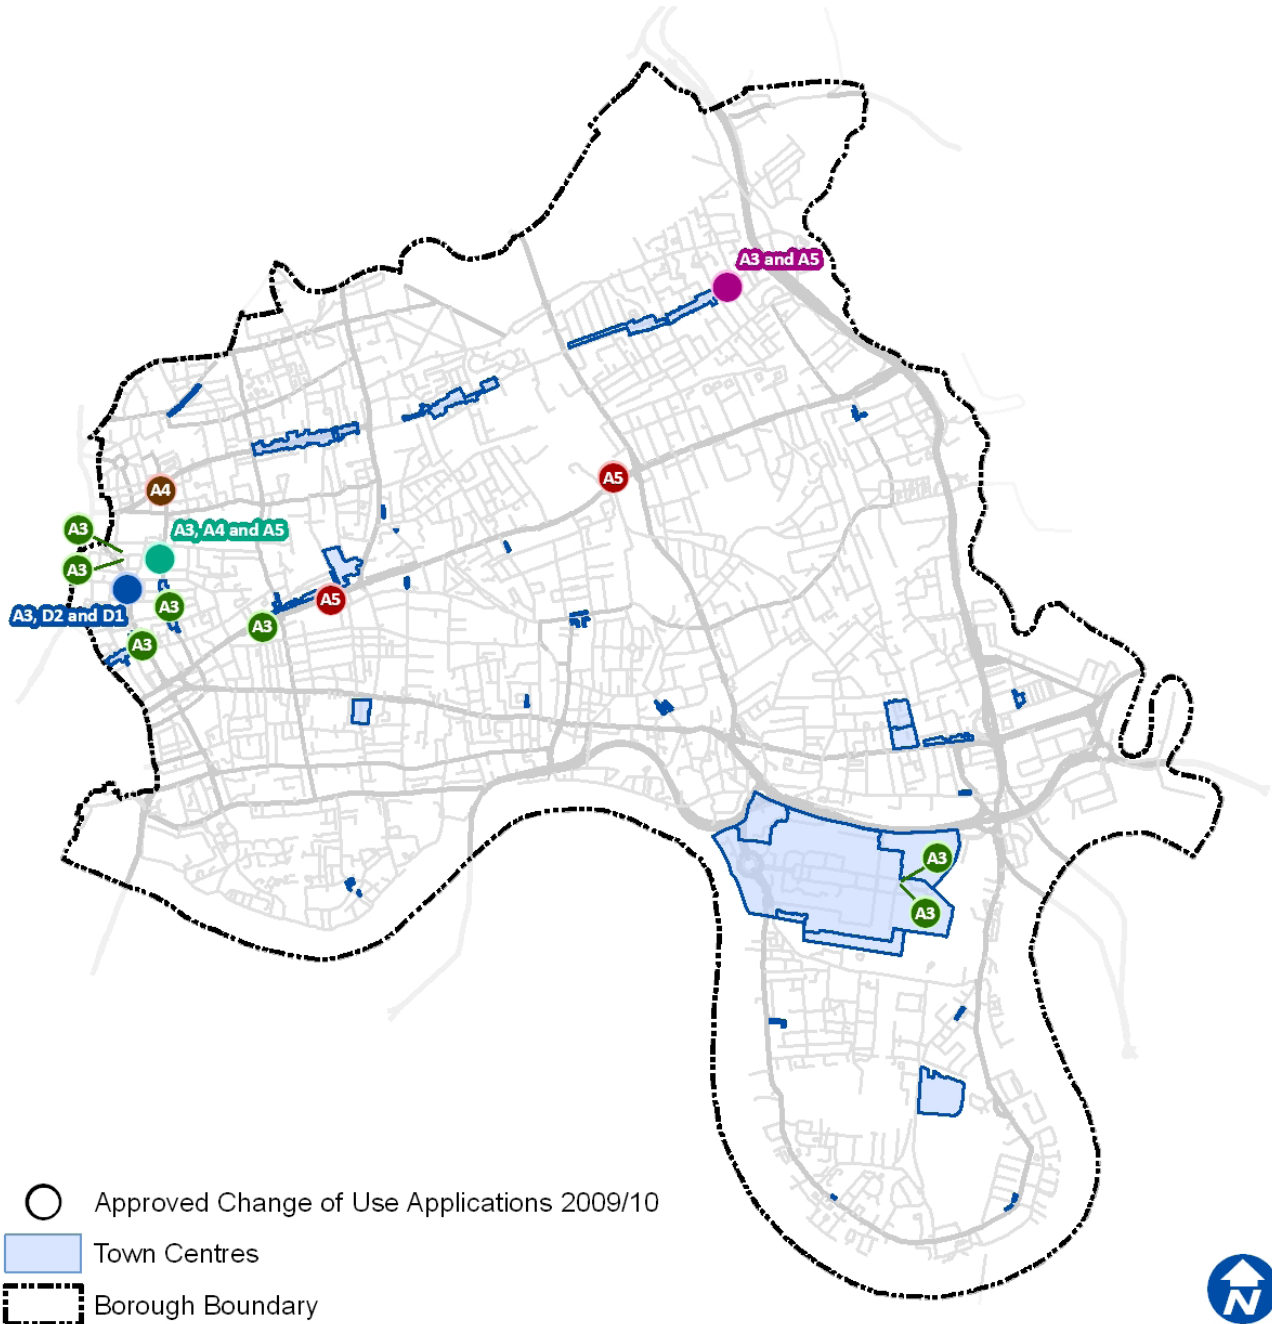 A3 and A5
A5
A4
A3
A3, A4 and A5
A3
A3, D2 and D1
A3
A5
A3
A3
A3
A3
Approved Change of Use Applications 2009/10
Town Centres
Borough Boundary
N